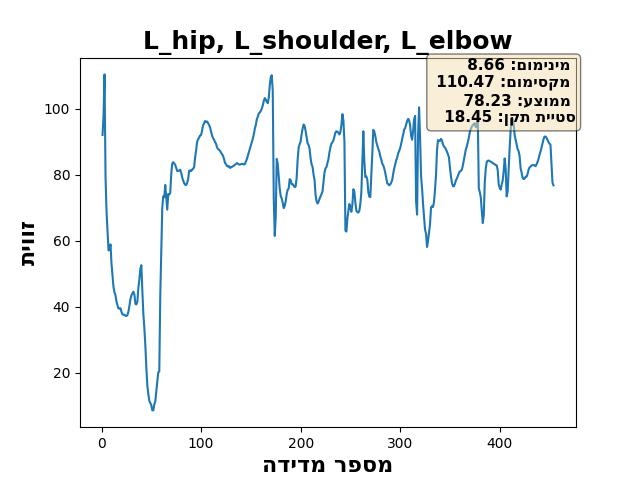 L_hip, L_shoulder, L_elbow
מינימום: 8.66
מקסימום: 110.47
ממוצע: 78.23
סטיית תקן: 18.45
100
80
60
40
20
זווית
0 100 200 300 400
מספר מדידה